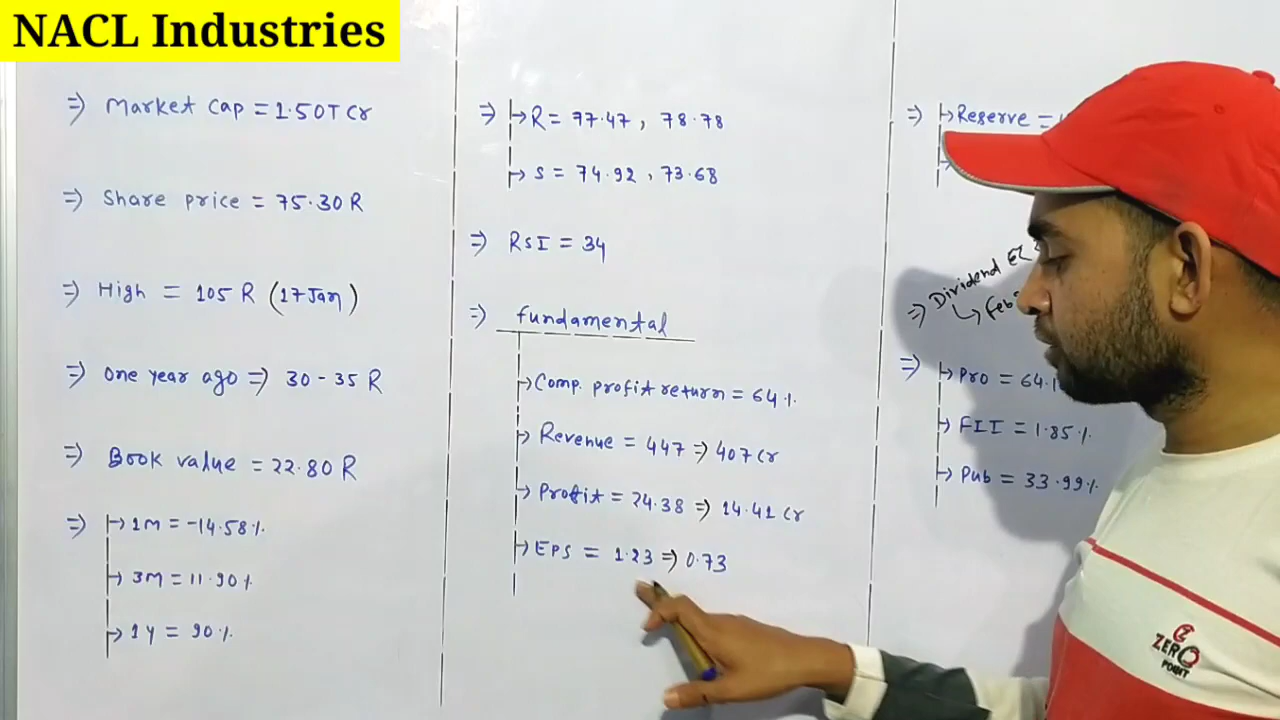 NACL Industries
⇒ Market cap = 1.50T Cr
⇒ Share price = 75.30 R
⇒ High = 105 R (17 Jan)
⇒ One year ago ⇒ 30 - 35 R
⇒ Book value = 22.80 R
⇒ → 1M = -14.58%
→ 3M = 11.90%
→ 1Y = 90%
⇒ → R = 77.47, 78.78
→ S = 74.92, 73.68
⇒ RSI = 34
⇒ fundamental
→ Comp. profit return = 64%
→ Revenue = 447 ⇒ 407 Cr
→ Profit = 24.38 ⇒ 14.41 Cr
→ EPS = 1.23 ⇒ 0.73
⇒ → Reserve =
⇒ Dividend
→ Feb
⇒ → Pro = 64.1
→ FII = 1.85%
→ Pub = 33.99%
ZERO
POINT